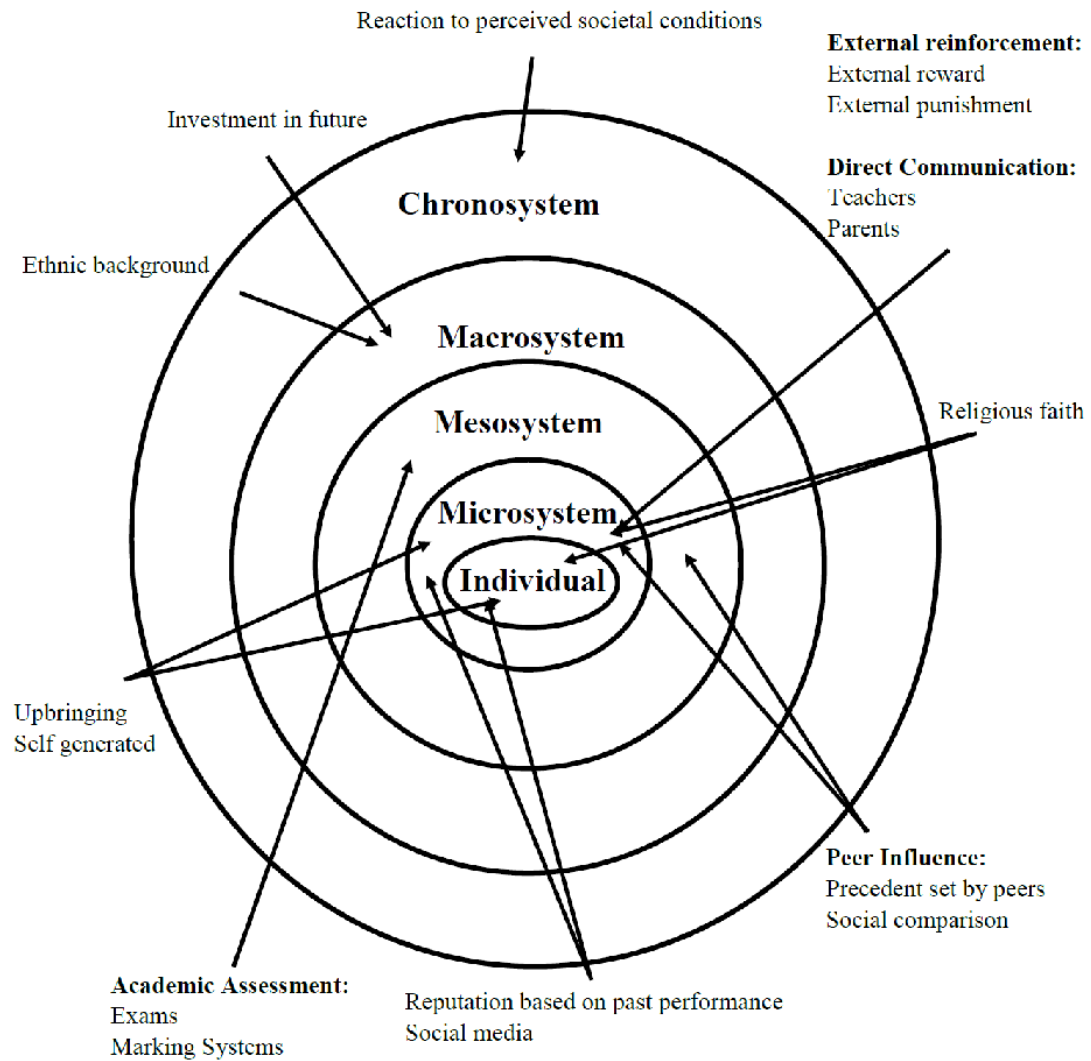 Reaction to perceived societal conditions
External reinforcement:
External reward
External punishment
Investment in future
Direct Communication:
Teachers
Parents
Chronosystem
Ethnic background
Macrosystem
Religious faith
Mesosystem
Microsystem
Individual
Upbringing
Self generated
Peer Influence:
Precedent set by peers
Social comparison
Academic Assessment:
Exams
Marking Systems
Reputation based on past performance
Social media